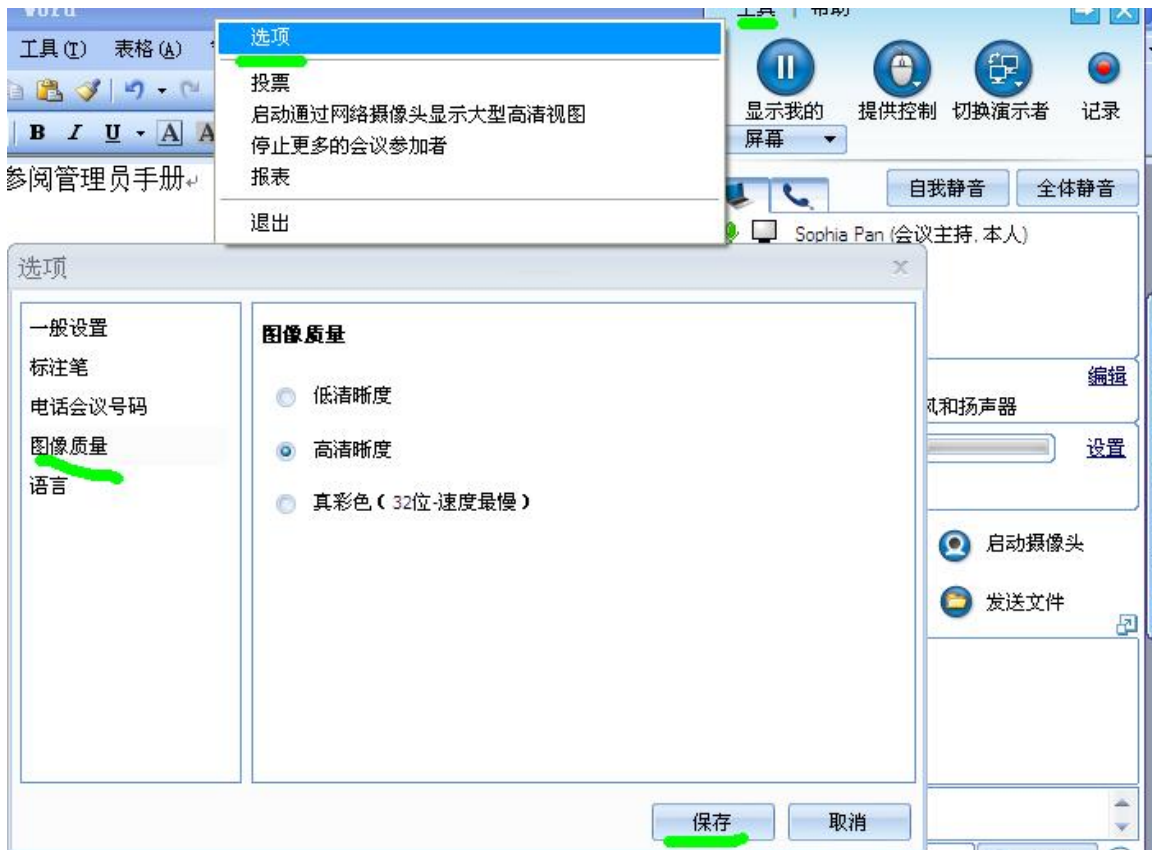 Word
工具 | 帮助
工具(T) 表格(A)
选项
投票
启动通过网络摄像头显示大型高清视图
停止更多的会议参加者
报表
退出
B I U A A
参阅管理员手册
显示我的
屏幕
提供控制
切换演示者
记录
自我静音
全体静音
Sophia Pan (会议主持, 本人)
选项
一般设置
标注笔
电话会议号码
图像质量
语言
图像质量
低清晰度
高清晰度
真彩色(32位-速度最慢)
保存
取消
编辑
风和扬声器
设置
启动摄像头
发送文件